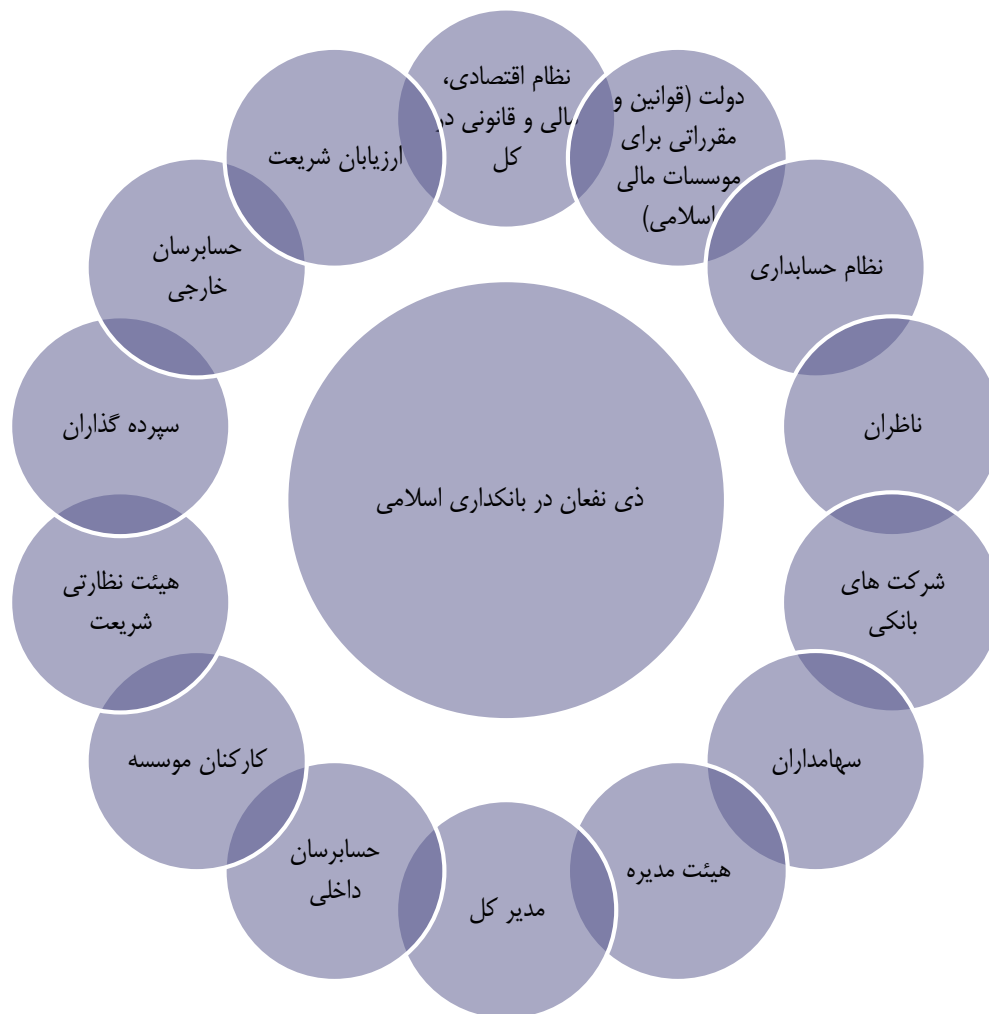 نظام اقتصادی،
مالی و قانونی در
کل
دولت (قوانین و
مقرراتی برای
موسسات مالی
اسلامی)
نظام حسابداری
ناظران
شرکت های
بانکی
سهامداران
هیئت مدیره
مدیر کل
حسابرسان
داخلی
کارکنان موسسه
هیئت نظارتی
شریعت
سپرده گذاران
حسابرسان
خارجی
ارزیابان شریعت
ذی نفعان در بانکداری اسلامی